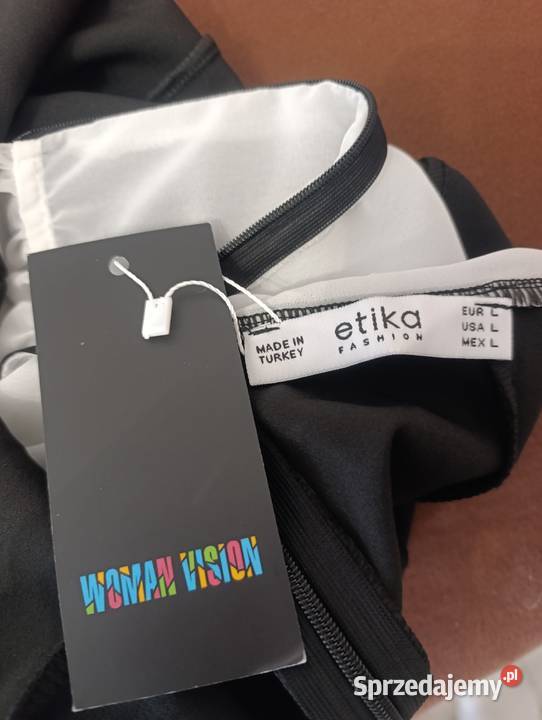 etika
FASHION
MADE IN
TURKEY
EUR L
USA L
MEX L
WOMAN VISION
Sprzedajemy.pl